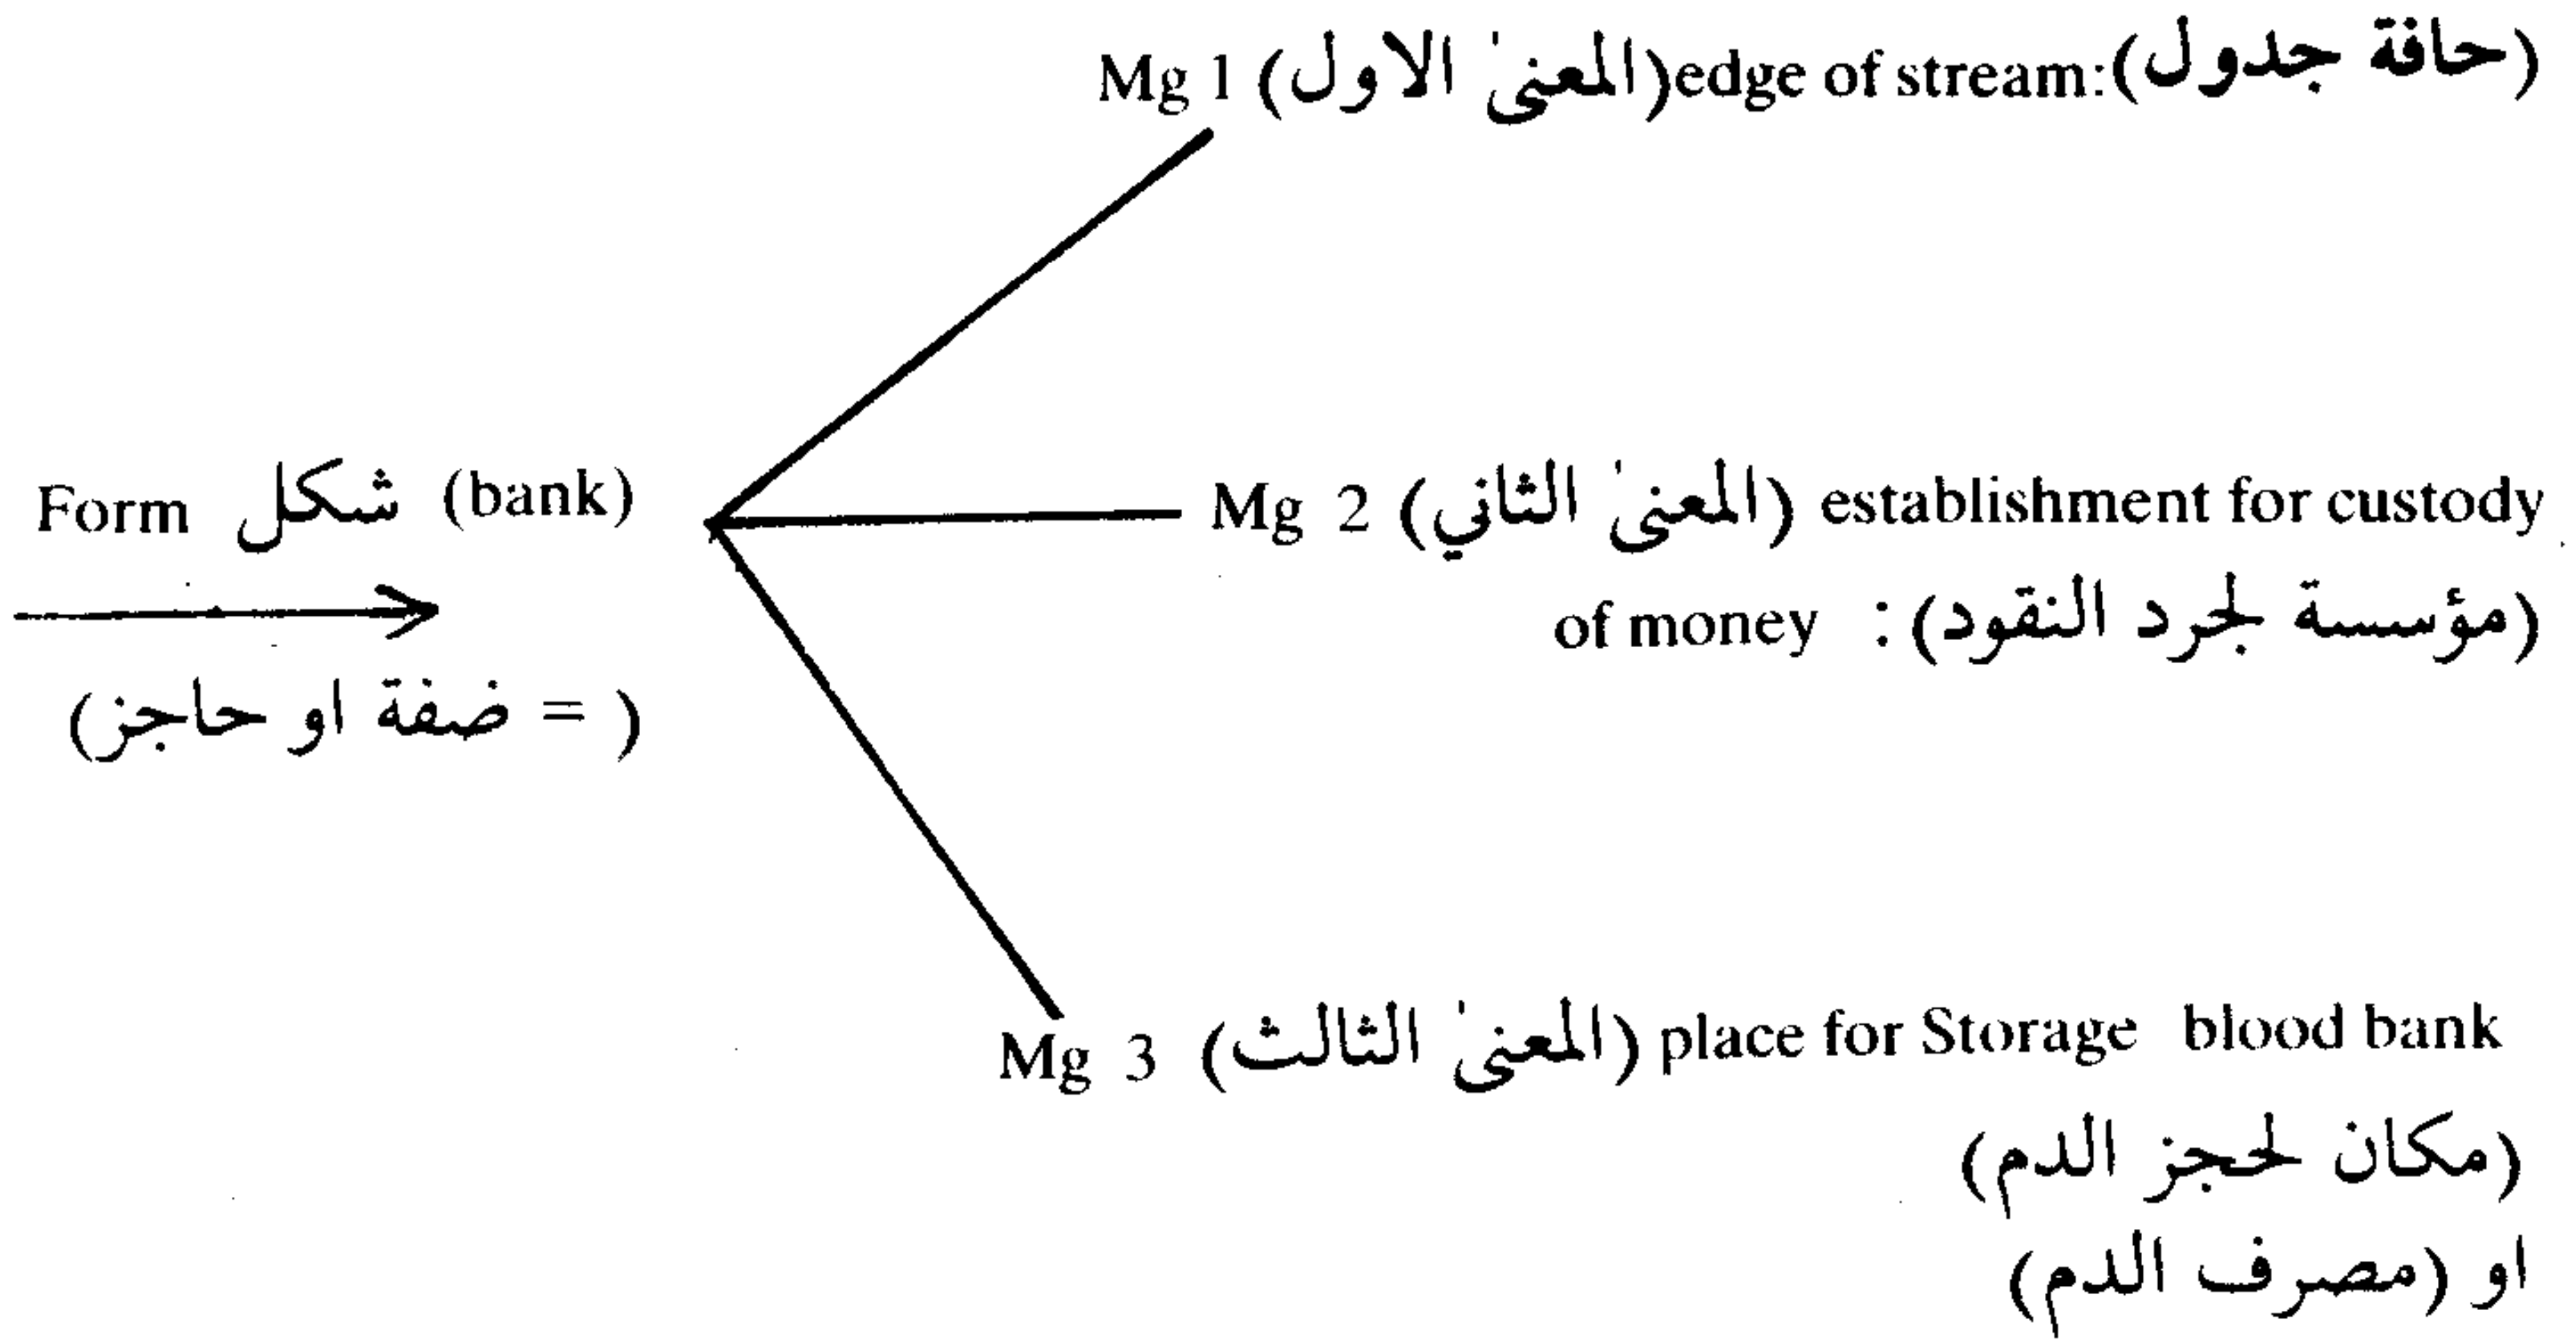 Mg 1 (المعنىٰ الاول) edge of stream: (حافة جدول)
Form شكل (bank)
( = ضفة او حاجز)
Mg 2 (المعنىٰ الثاني) establishment for custody
of money : (مؤسسة لجرد النقود)
Mg 3 (المعنىٰ الثالث) place for Storage blood bank
(مكان لحجز الدم)
او (مصرف الدم)